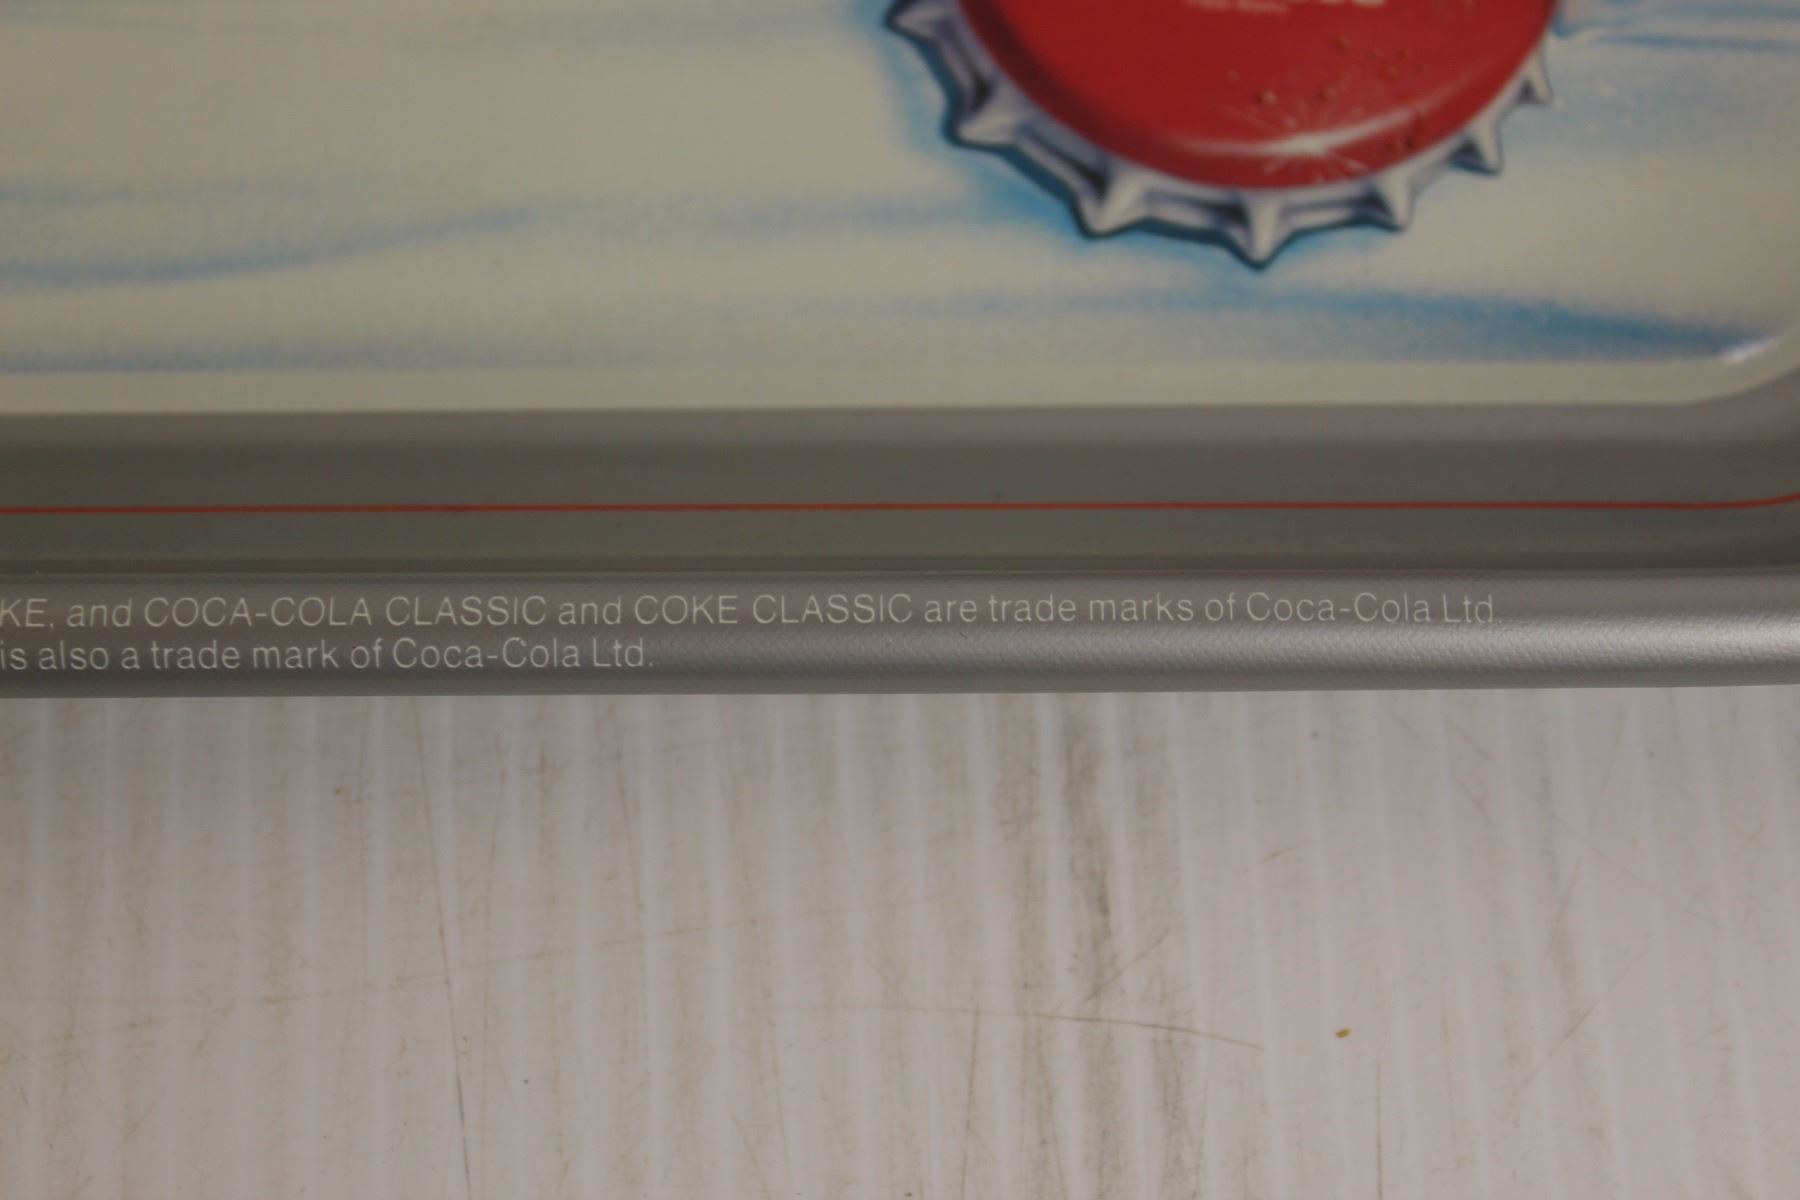 KE, and COCA-COLA CLASSIC and COKE CLASSIC are trade marks of Coca-Cola Ltd.
is also a trade mark of Coca-Cola Ltd.